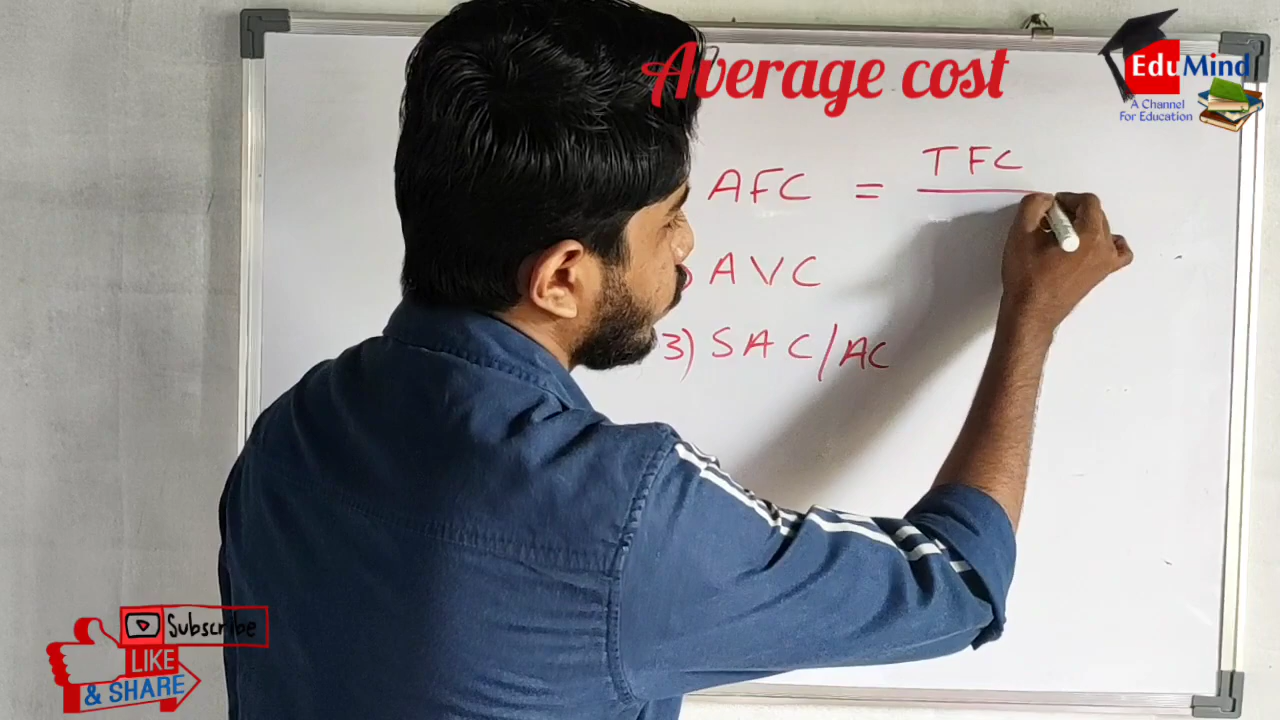 Average cost
EduMind
A Channel
For Education
AFC = TFC
) AVC
3) SAC/AC
Subscribe
LIKE
& SHARE